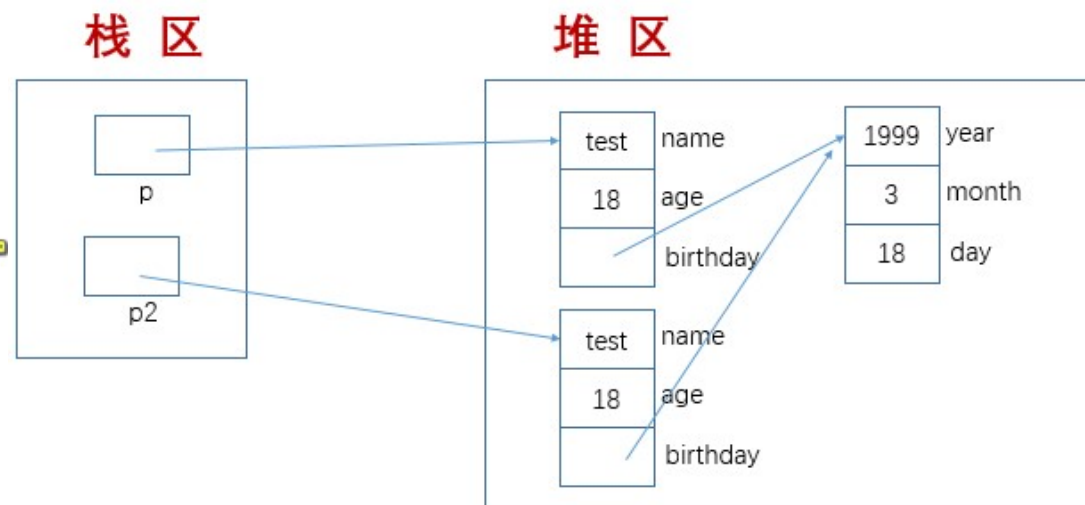 栈 区
堆 区
p
p2
test name
18 age
birthday
test name
18 age
birthday
1999 year
3 month
18 day